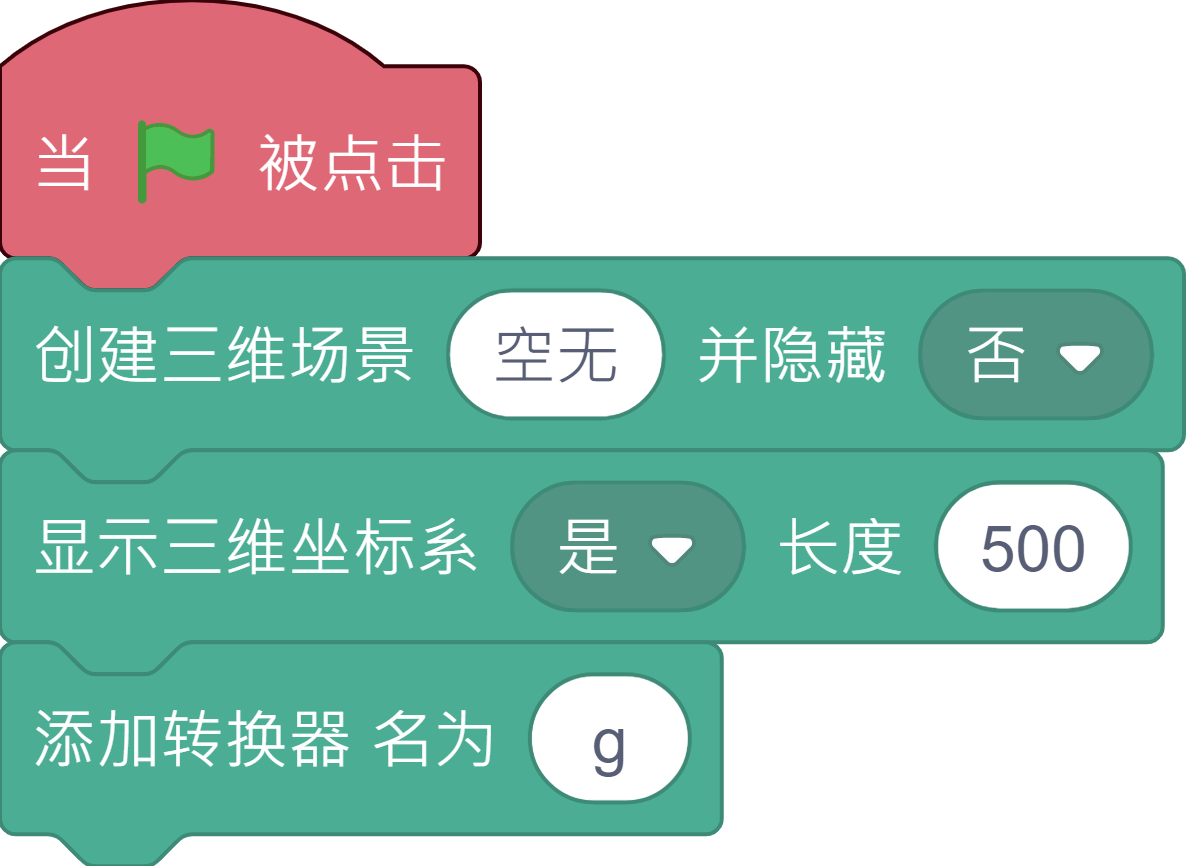 当 被点击
创建三维场景 空无 并隐藏 否
显示三维坐标系 是 长度 500
添加转换器 名为 g